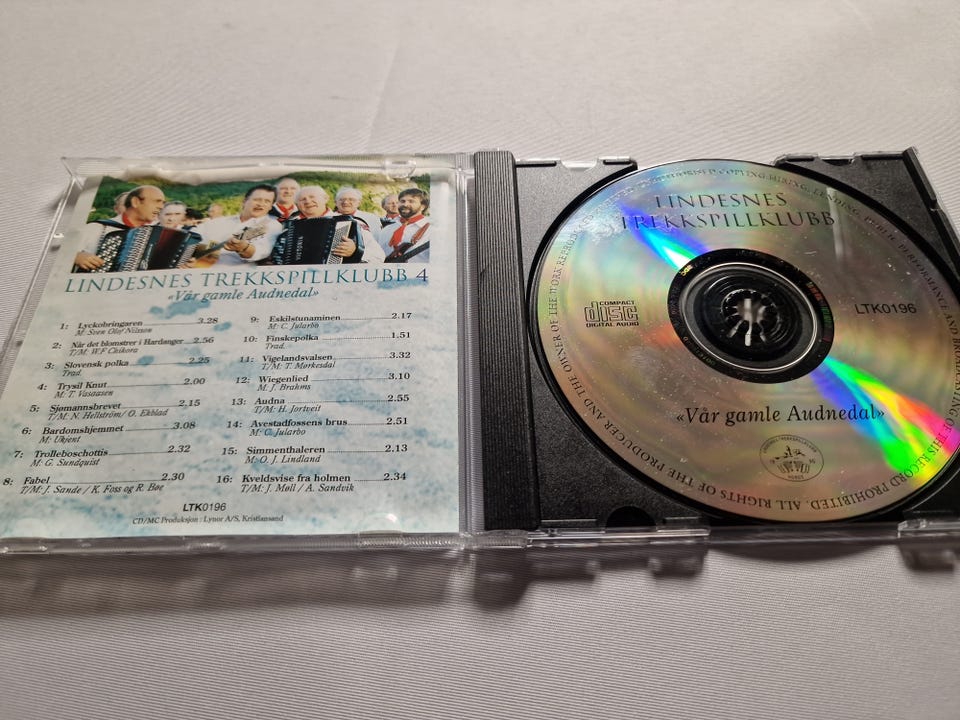 LINDESNES TREKKSPILLKLUBB 4
«Vår gamle Audnedal»
1: Lyckobringaren 3.28
M: Sven Olof Nilsson
2: Når det blomstrer i Hardanger 2.56
T/M: W.F Chikora
3: Slovensk polka 2.25
Trad.
4: Trysil Knut 2.00
M: T. Vasaasen
5: Sjømannsbrevet 2.15
T/M: N. Hellström/ O. Ekblad
6: Bardomshjemmet 3.08
M: Ukjent
7: Trolleboschottis 2.32
M: G. Sundquist
8: Fabel 2.30
T/M: J. Sande / K. Foss og R. Bøe
9: Eskilstunaminen 2.17
M: C. Jularbo
10: Finskepolka 1.51
Trad.
11: Vigelandsvalsen 3.32
T/M: T. Mørkesdal
12: Wiegenlied 3.10
M. J. Brahms
13: Audna 2.55
T/M: H. Jortveit
14: Avestadfossens brus 2.51
M: C. Jularbo
15: Simmenthaleren 2.13
M: O. J. Lindland
16: Kveldsvise fra holmen 2.34
T/M: J. Møll / A. Sandvik
LTK0196
CD/MC Produksjon : Lynor A/S, Kristiansand
LINDESNES
TREKKSPILLKLUBB
COMPACT
disc
DIGITAL AUDIO
LTK0196
«Vår gamle Audnedal»
ALL RIGHTS OF THE PRODUCER AND THE OWNER OF THE WORK REPRODUCED RESERVED. UNAUTHORISED COPYING, HIRING, LENDING, PUBLIC PERFORMANCE AND BROADCASTING OF THIS RECORD PROHIBITED.